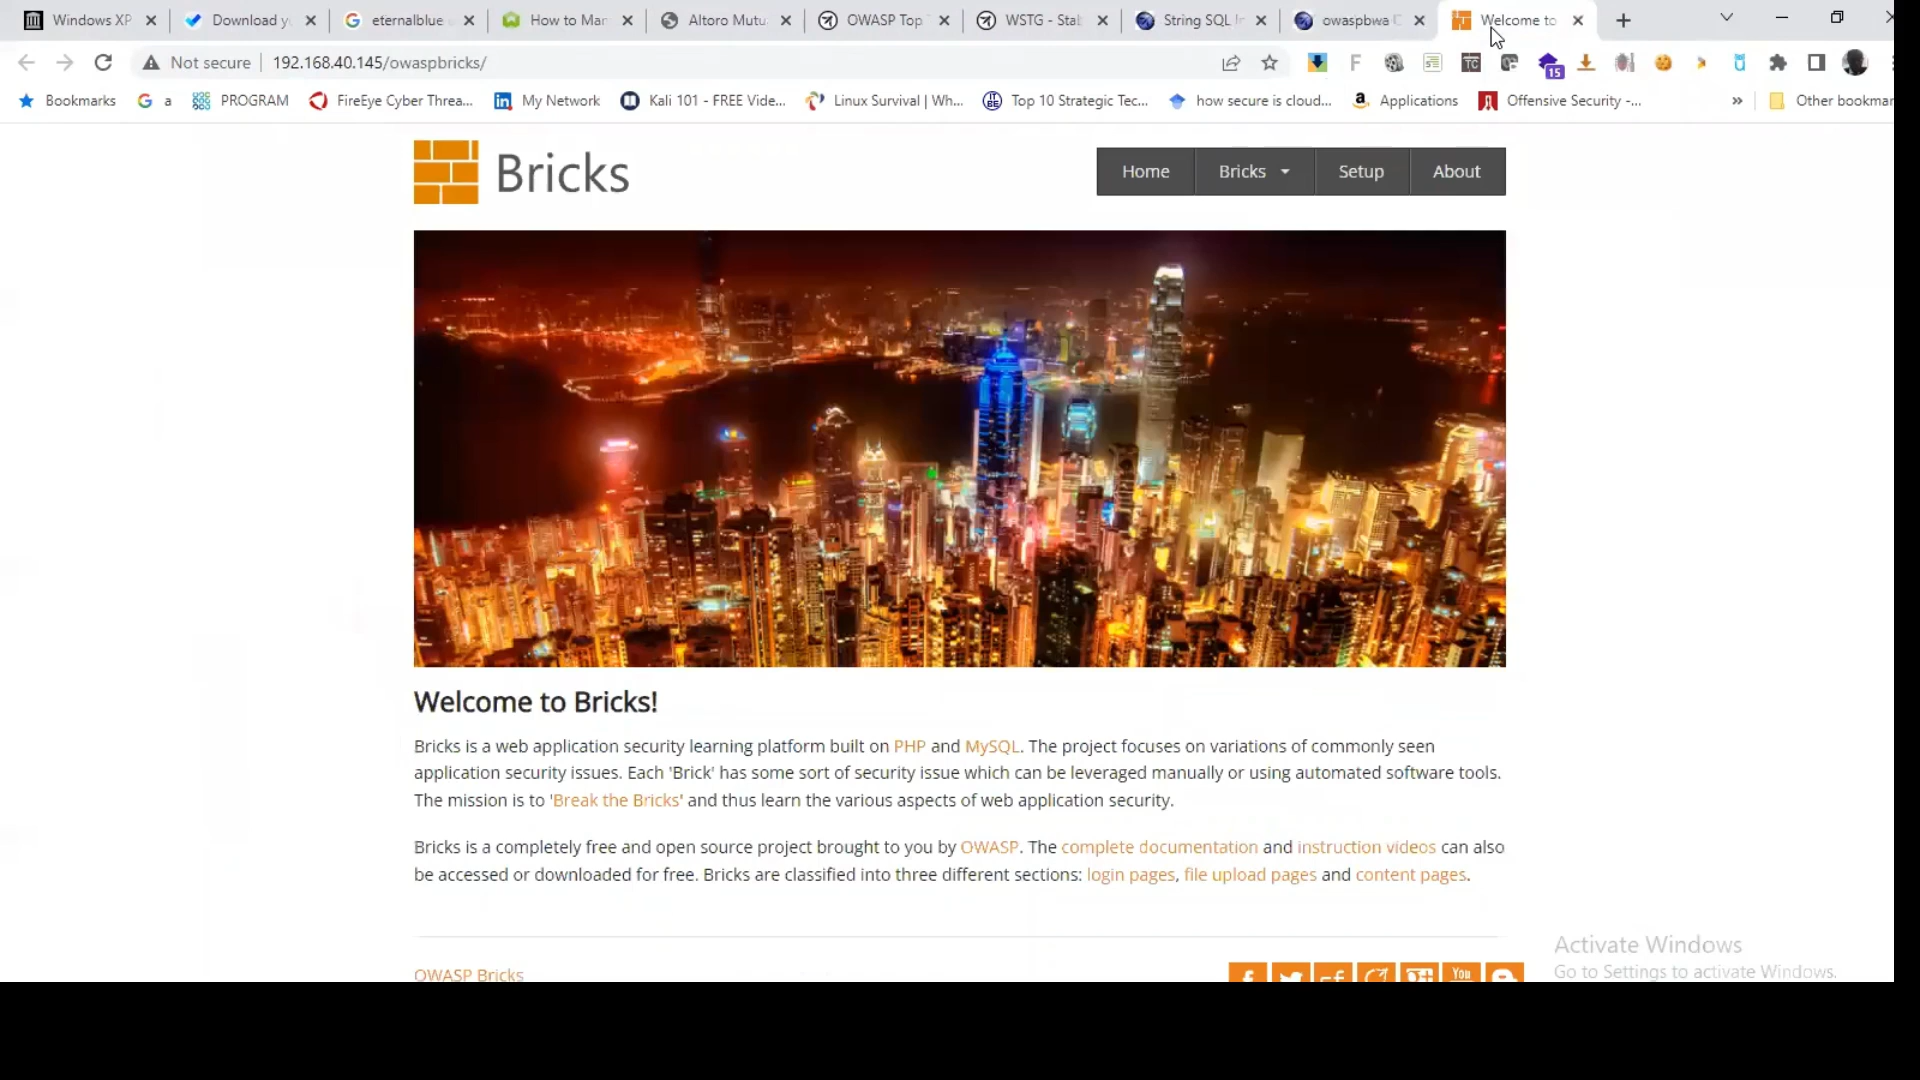 Windows XP
Download yo
eternalblue
How to Man
Altoro Mutu
OWASP Top
WSTG - Stab
String SQL In
owaspbwa
Welcome to
Not secure
192.168.40.145/owaspbricks/
F
TC
15
Bookmarks
G a
PROGRAM
FireEye Cyber Threa...
My Network
Kali 101 - FREE Vide...
Linux Survival | Wh...
Top 10 Strategic Tec...
how secure is cloud...
Applications
Offensive Security -...
»
Other bookmar
Bricks
Home
Bricks
Setup
About
Welcome to Bricks!
Bricks is a web application security learning platform built on PHP and MySQL. The project focuses on variations of commonly seen
application security issues. Each 'Brick' has some sort of security issue which can be leveraged manually or using automated software tools.
The mission is to 'Break the Bricks' and thus learn the various aspects of web application security.
Bricks is a completely free and open source project brought to you by OWASP. The complete documentation and instruction videos can also
be accessed or downloaded for free. Bricks are classified into three different sections: login pages, file upload pages and content pages.
OWASP Bricks
You
Activate Windows
Go to Settings to activate Windows.